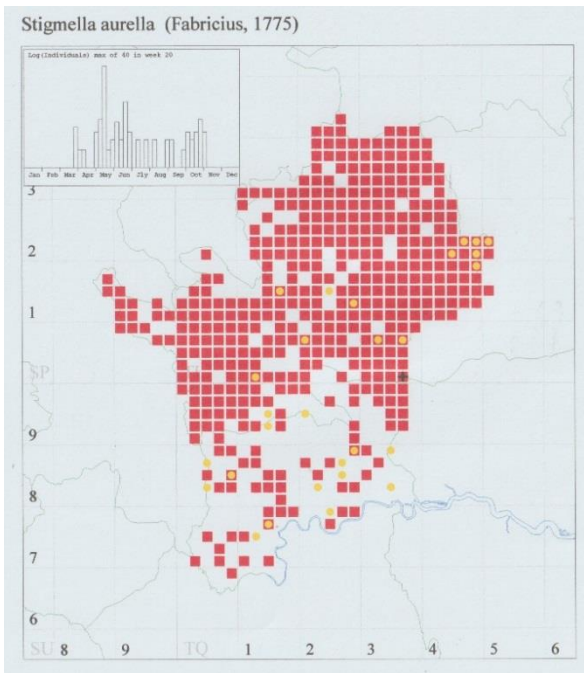 Stigmella aurella (Fabricius, 1775)
Log(Individuals) max of 40 in week 20
Jan Feb Mar Apr May Jun Jly Aug Sep Oct Nov Dec
3
2
1
SP
9
8
7
6
SU 8 9 TQ 1 2 3 4 5 6